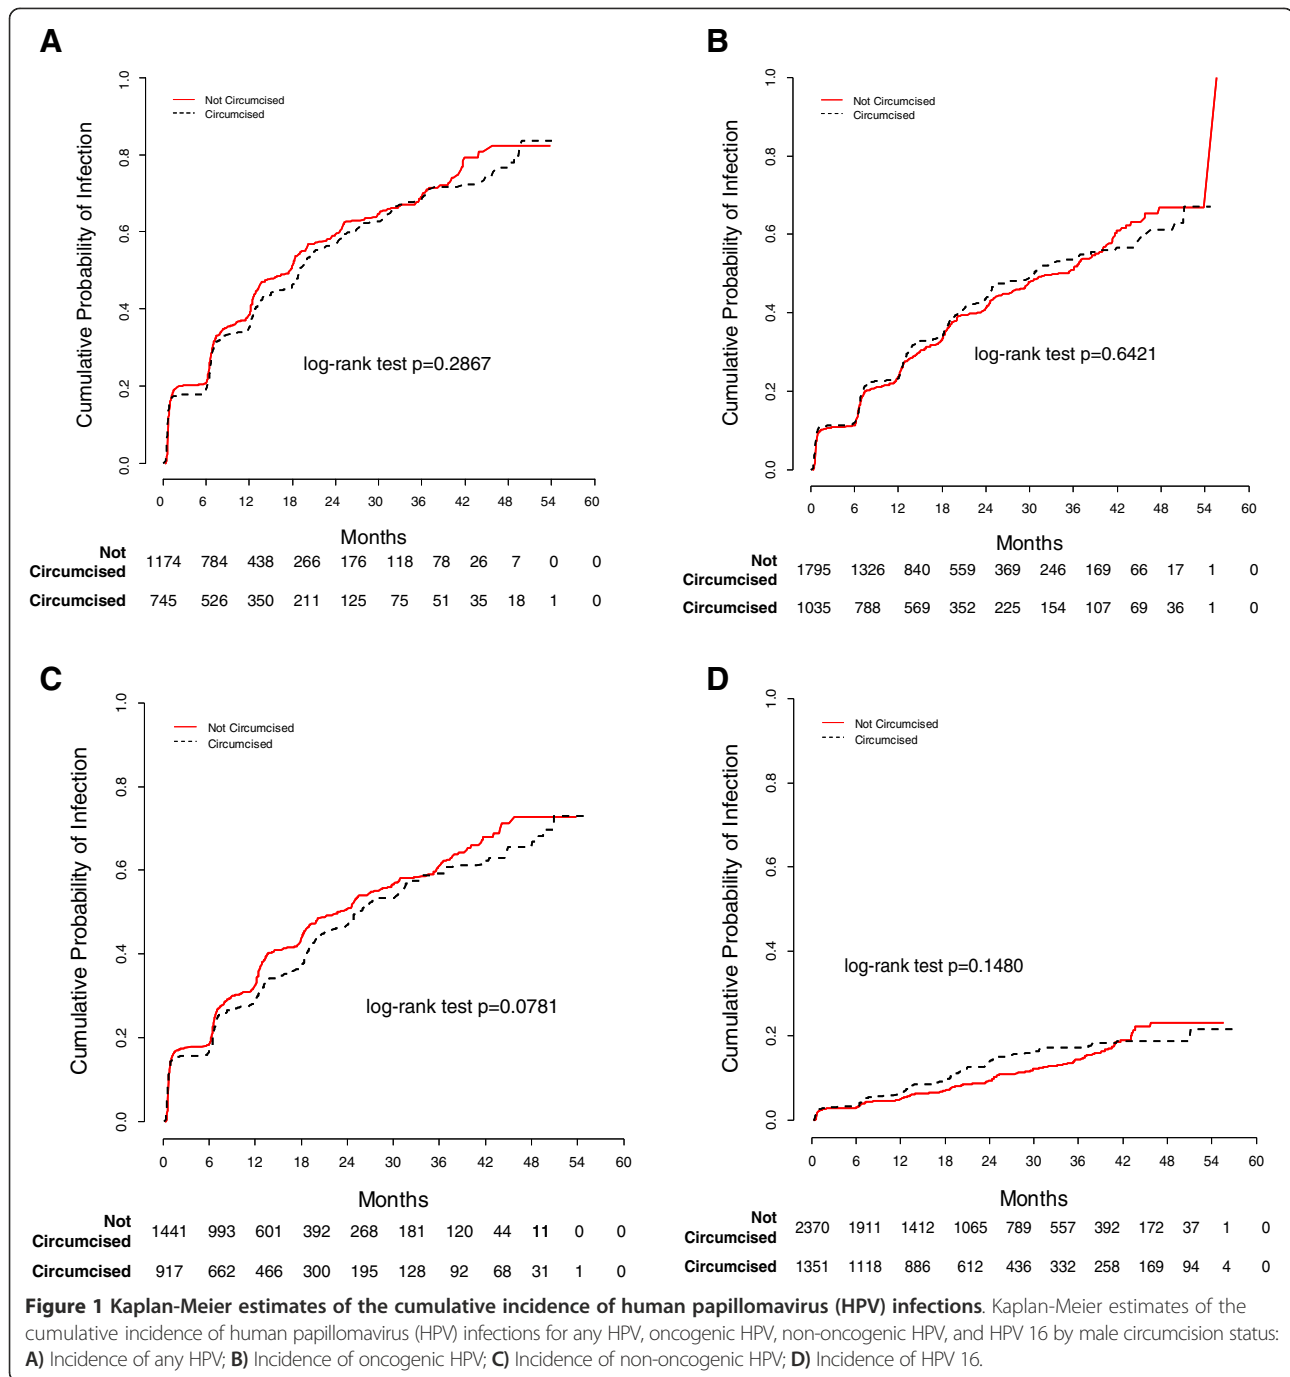 A
1.0
0.8
0.6
0.4
0.2
0.0
Cumulative Probability of Infection
Not Circumcised
Circumcised
log-rank test p=0.2867
0 6 12 18 24 30 36 42 48 54 60
Months
Not
Circumcised 1174 784 438 266 176 118 78 26 7 0 0
Circumcised 745 526 350 211 125 75 51 35 18 1 0
B
1.0
0.8
0.6
0.4
0.2
0.0
Cumulative Probability of Infection
Not Circumcised
Circumcised
log-rank test p=0.6421
0 6 12 18 24 30 36 42 48 54 60
Months
Not
Circumcised 1795 1326 840 559 369 246 169 66 17 1 0
Circumcised 1035 788 569 352 225 154 107 69 36 1 0
C
1.0
0.8
0.6
0.4
0.2
0.0
Cumulative Probability of Infection
Not Circumcised
Circumcised
log-rank test p=0.0781
0 6 12 18 24 30 36 42 48 54 60
Months
Not
Circumcised 1441 993 601 392 268 181 120 44 11 0 0
Circumcised 917 662 466 300 195 128 92 68 31 1 0
D
1.0
0.8
0.6
0.4
0.2
0.0
Cumulative Probability of Infection
Not Circumcised
Circumcised
log-rank test p=0.1480
0 6 12 18 24 30 36 42 48 54 60
Months
Not
Circumcised 2370 1911 1412 1065 789 557 392 172 37 1 0
Circumcised 1351 1118 886 612 436 332 258 169 94 4 0
Figure 1 Kaplan-Meier estimates of the cumulative incidence of human papillomavirus (HPV) infections. Kaplan-Meier estimates of the
cumulative incidence of human papillomavirus (HPV) infections for any HPV, oncogenic HPV, non-oncogenic HPV, and HPV 16 by male circumcision status:
A) Incidence of any HPV; B) Incidence of oncogenic HPV; C) Incidence of non-oncogenic HPV; D) Incidence of HPV 16.